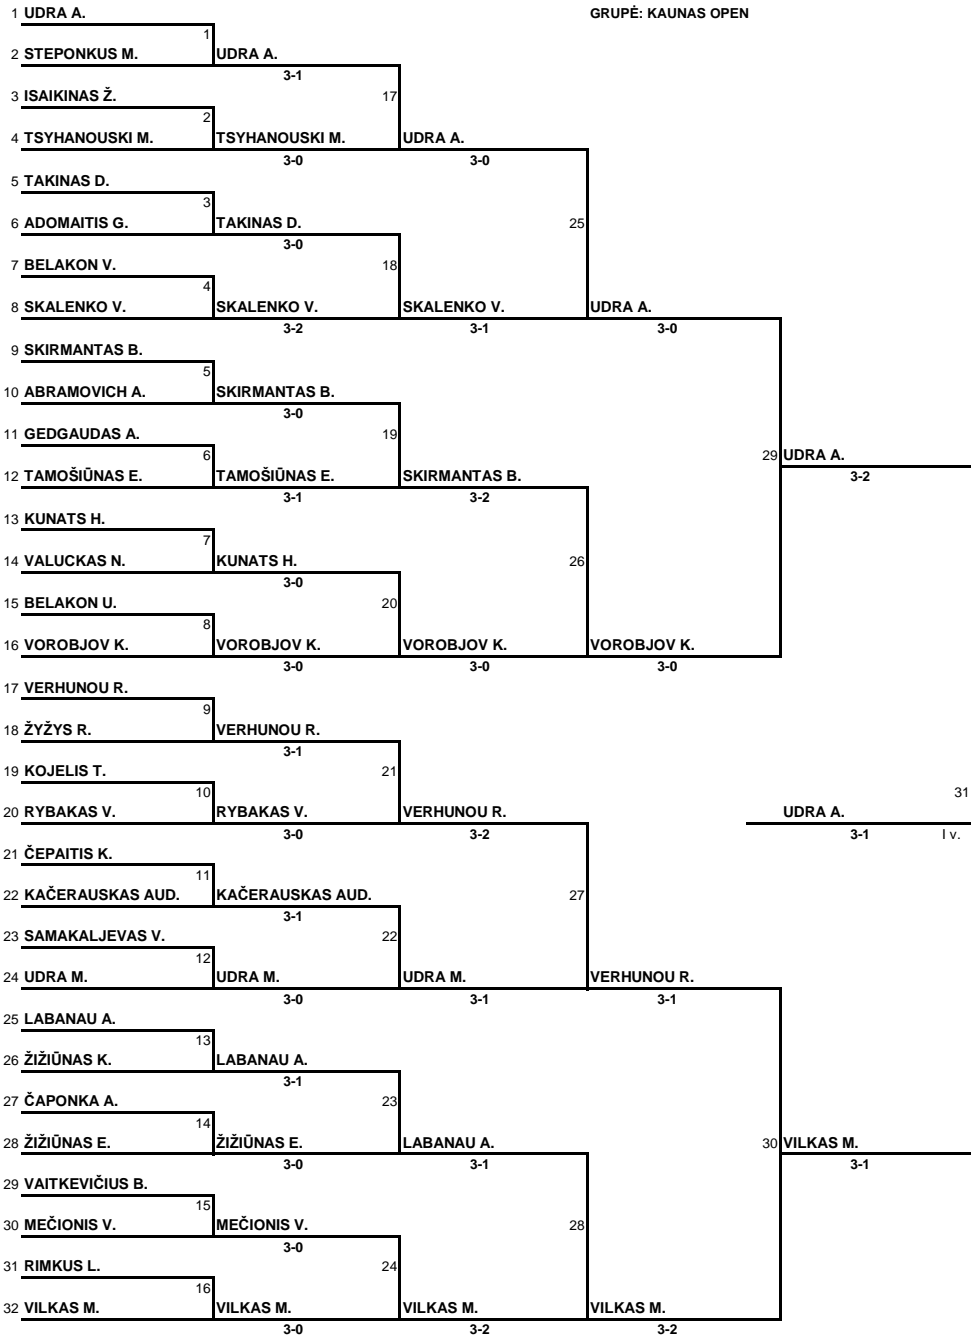 1 UDRA A. GRUPĖ: KAUNAS OPEN
1
2 STEPONKUS M. UDRA A.
3-1
3 ISAIKINAS Ž. 17
2
4 TSYHANOUSKI M. TSYHANOUSKI M. UDRA A.
3-0 3-0
5 TAKINAS D.
3
6 ADOMAITIS G. TAKINAS D. 25
3-0
7 BELAKON V. 18
4
8 SKALENKO V. SKALENKO V. SKALENKO V. UDRA A.
3-2 3-1 3-0
9 SKIRMANTAS B.
5
10 ABRAMOVICH A. SKIRMANTAS B.
3-0
11 GEDGAUDAS A. 19
6 29 UDRA A.
12 TAMOŠIŪNAS E. TAMOŠIŪNAS E. SKIRMANTAS B. 3-2
3-1 3-2
13 KUNATS H.
7
14 VALUCKAS N. KUNATS H. 26
3-0
15 BELAKON U. 20
8
16 VOROBJOV K. VOROBJOV K. VOROBJOV K. VOROBJOV K.
3-0 3-0 3-0
17 VERHUNOU R.
9
18 ŽYŽYS R. VERHUNOU R.
3-1
19 KOJELIS T. 21
10 31
20 RYBAKAS V. RYBAKAS V. VERHUNOU R. UDRA A.
3-0 3-2 3-1 I v.
21 ČEPAITIS K.
11
22 KAČERAUSKAS AUD. KAČERAUSKAS AUD. 27
3-1
23 SAMAKALJEVAS V. 22
12
24 UDRA M. UDRA M. UDRA M. VERHUNOU R.
3-0 3-1 3-1
25 LABANAU A.
13
26 ŽIŽIŪNAS K. LABANAU A.
3-1
27 ČAPONKA A. 23
14
28 ŽIŽIŪNAS E. ŽIŽIŪNAS E. LABANAU A. 30 VILKAS M.
3-0 3-1 3-1
29 VAITKEVIČIUS B.
15
30 MEČIONIS V. MEČIONIS V. 28
3-0
31 RIMKUS L. 24
16
32 VILKAS M. VILKAS M. VILKAS M. VILKAS M.
3-0 3-2 3-2